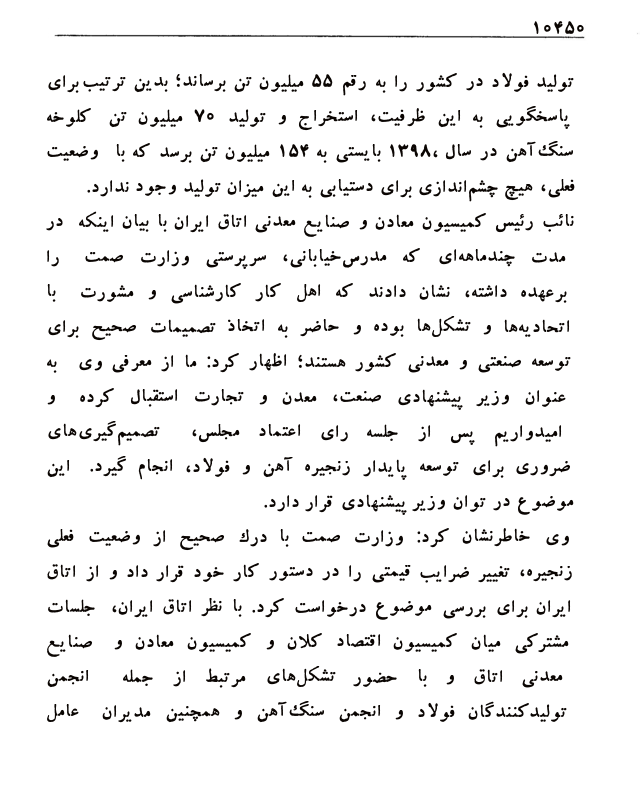 ۱۰۴۵۰
تولید فولاد در کشور را به رقم ۵۵ میلیون تن برساند؛ بدین ترتیب برای
پاسخگویی به این ظرفیت، استخراج و تولید ۷۰ میلیون تن کلوخه
سنگ‌آهن در سال ۱۳۹۸، بایستی به ۱۵۴ میلیون تن برسد که با وضعیت
فعلی، هیچ چشم‌اندازی برای دستیابی به این میزان تولید وجود ندارد.
نائب رئیس کمیسیون معادن و صنایع معدنی اتاق ایران با بیان اینکه در
مدت چندماهه‌ای که مدرس‌خیابانی، سرپرستی وزارت صمت را
برعهده داشته، نشان دادند که اهل کار کارشناسی و مشورت با
اتحادیه‌ها و تشکل‌ها بوده و حاضر به اتخاذ تصمیمات صحیح برای
توسعه صنعتی و معدنی کشور هستند؛ اظهار کرد: ما از معرفی وی به
عنوان وزیر پیشنهادی صنعت، معدن و تجارت استقبال کرده و
امیدواریم پس از جلسه رای اعتماد مجلس، تصمیم‌گیری‌های
ضروری برای توسعه پایدار زنجیره آهن و فولاد، انجام گیرد. این
موضوع در توان وزیر پیشنهادی قرار دارد.
وی خاطرنشان کرد: وزارت صمت با درك صحیح از وضعیت فعلی
زنجیره، تغییر ضرایب قیمتی را در دستور کار خود قرار داد و از اتاق
ایران برای بررسی موضوع درخواست کرد. با نظر اتاق ایران، جلسات
مشترکی میان کمیسیون اقتصاد کلان و کمیسیون معادن و صنایع
معدنی اتاق و با حضور تشکل‌های مرتبط از جمله انجمن
تولیدکنندگان فولاد و انجمن سنگ‌آهن و همچنین مدیران عامل